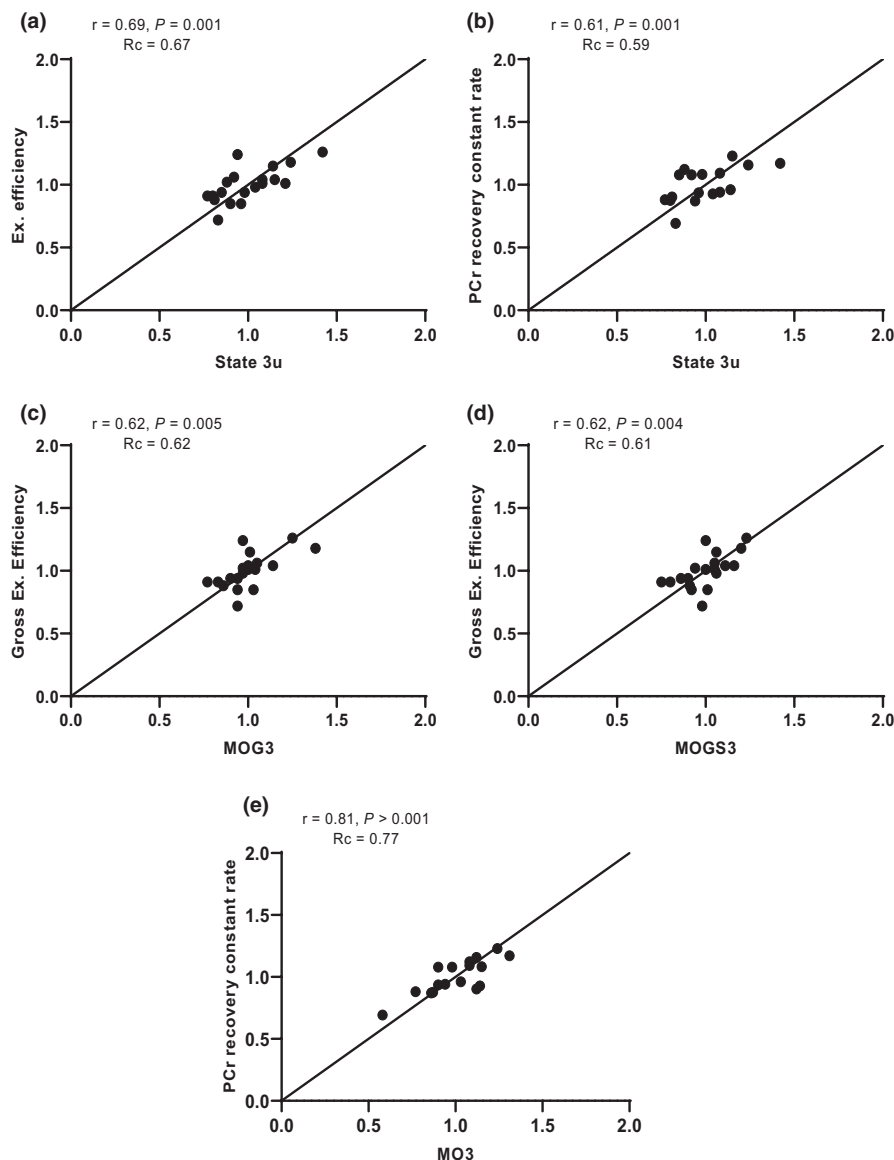 (a)
r = 0.69, P = 0.001
Rc = 0.67
2.0
1.5
1.0
0.5
0.0
Ex. efficiency
0.0 0.5 1.0 1.5 2.0
State 3u
(b)
r = 0.61, P = 0.001
Rc = 0.59
2.0
1.5
1.0
0.5
0.0
PCr recovery constant rate
0.0 0.5 1.0 1.5 2.0
State 3u
(c)
r = 0.62, P = 0.005
Rc = 0.62
2.0
1.5
1.0
0.5
0.0
Gross Ex. Efficiency
0.0 0.5 1.0 1.5 2.0
MOG3
(d)
r = 0.62, P = 0.004
Rc = 0.61
2.0
1.5
1.0
0.5
0.0
Gross Ex. Efficiency
0.0 0.5 1.0 1.5 2.0
MOGS3
(e)
r = 0.81, P > 0.001
Rc = 0.77
2.0
1.5
1.0
0.5
0.0
PCr recovery constant rate
0.0 0.5 1.0 1.5 2.0
MO3